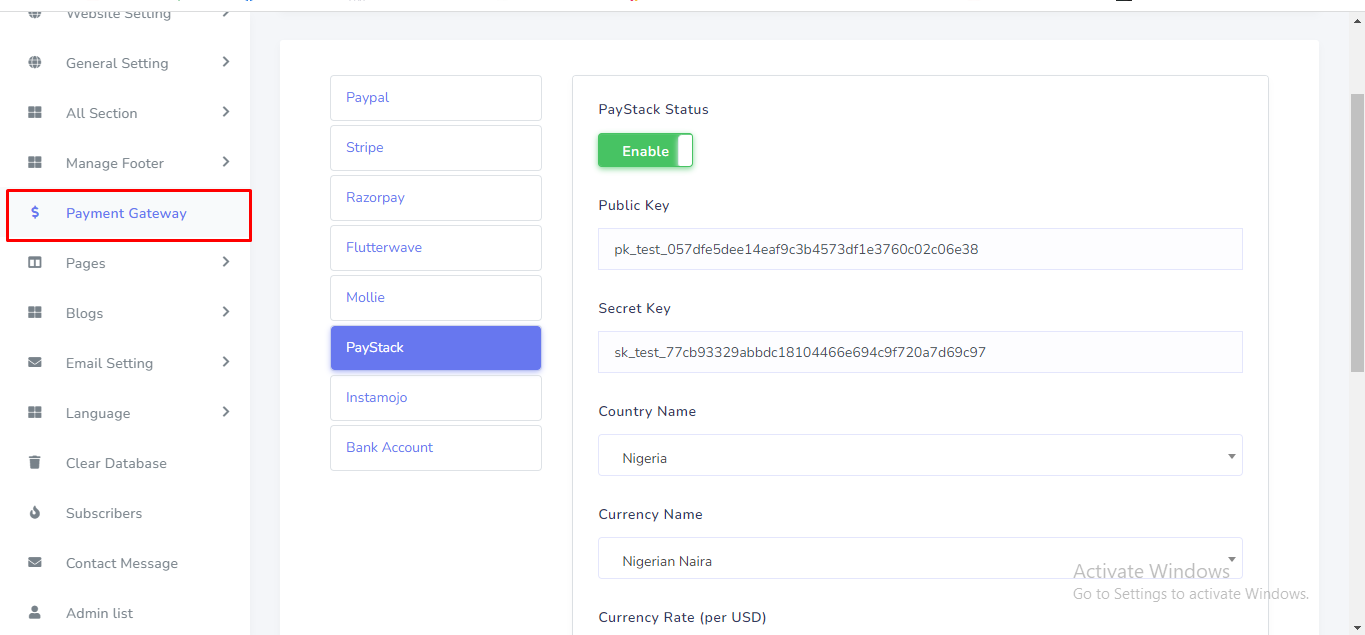 Website Setting
General Setting
All Section
Manage Footer
Payment Gateway
Pages
Blogs
Email Setting
Language
Clear Database
Subscribers
Contact Message
Admin list
Paypal
Stripe
Razorpay
Flutterwave
Mollie
PayStack
Instamojo
Bank Account
PayStack Status
Enable
Public Key
pk_test_057dfe5dee14eaf9c3b4573df1e3760c02c06e38
Secret Key
sk_test_77cb93329abbdc18104466e694c9f720a7d69c97
Country Name
Nigeria
Currency Name
Nigerian Naira
Currency Rate (per USD)
Activate Windows
Go to Settings to activate Windows.